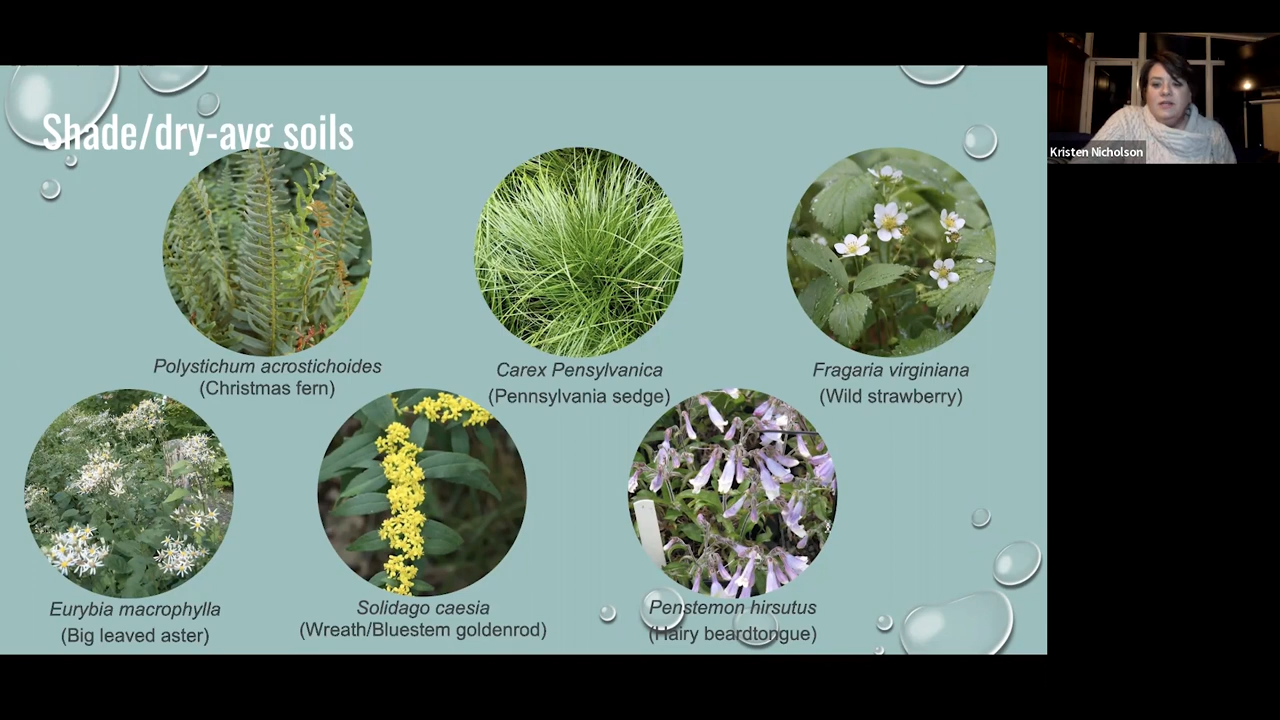 Shade/dry-avg soils
Kristen Nicholson
Polystichum acrostichoides
(Christmas fern)
Carex Pensylvanica
(Pennsylvania sedge)
Fragaria virginiana
(Wild strawberry)
Eurybia macrophylla
(Big leaved aster)
Solidago caesia
(Wreath/Bluestem goldenrod)
Penstemon hirsutus
(Hairy beardtongue)